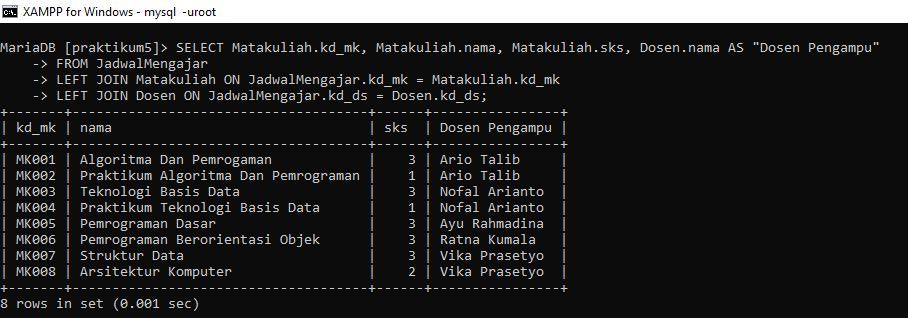 XAMPP for Windows - mysql  -uroot
MariaDB [praktikum5]> SELECT Matakuliah.kd_mk, Matakuliah.nama, Matakuliah.sks, Dosen.nama AS "Dosen Pengampu"
    -> FROM JadwalMengajar
    -> LEFT JOIN Matakuliah ON JadwalMengajar.kd_mk = Matakuliah.kd_mk
    -> LEFT JOIN Dosen ON JadwalMengajar.kd_ds = Dosen.kd_ds;
+-------+-------------------------------------+------+----------------+
| kd_mk | nama                                | sks  | Dosen Pengampu |
+-------+-------------------------------------+------+----------------+
| MK001 | Algoritma Dan Pemrogaman            |    3 | Ario Talib     |
| MK002 | Praktikum Algoritma Dan Pemrograman |    1 | Ario Talib     |
| MK003 | Teknologi Basis Data                |    3 | Nofal Arianto  |
| MK004 | Praktikum Teknologi Basis Data      |    1 | Nofal Arianto  |
| MK005 | Pemrograman Dasar                   |    3 | Ayu Rahmadina  |
| MK006 | Pemrograman Berorientasi Objek      |    3 | Ratna Kumala   |
| MK007 | Struktur Data                       |    3 | Vika Prasetyo  |
| MK008 | Arsitektur Komputer                 |    2 | Vika Prasetyo  |
+-------+-------------------------------------+------+----------------+
8 rows in set (0.001 sec)